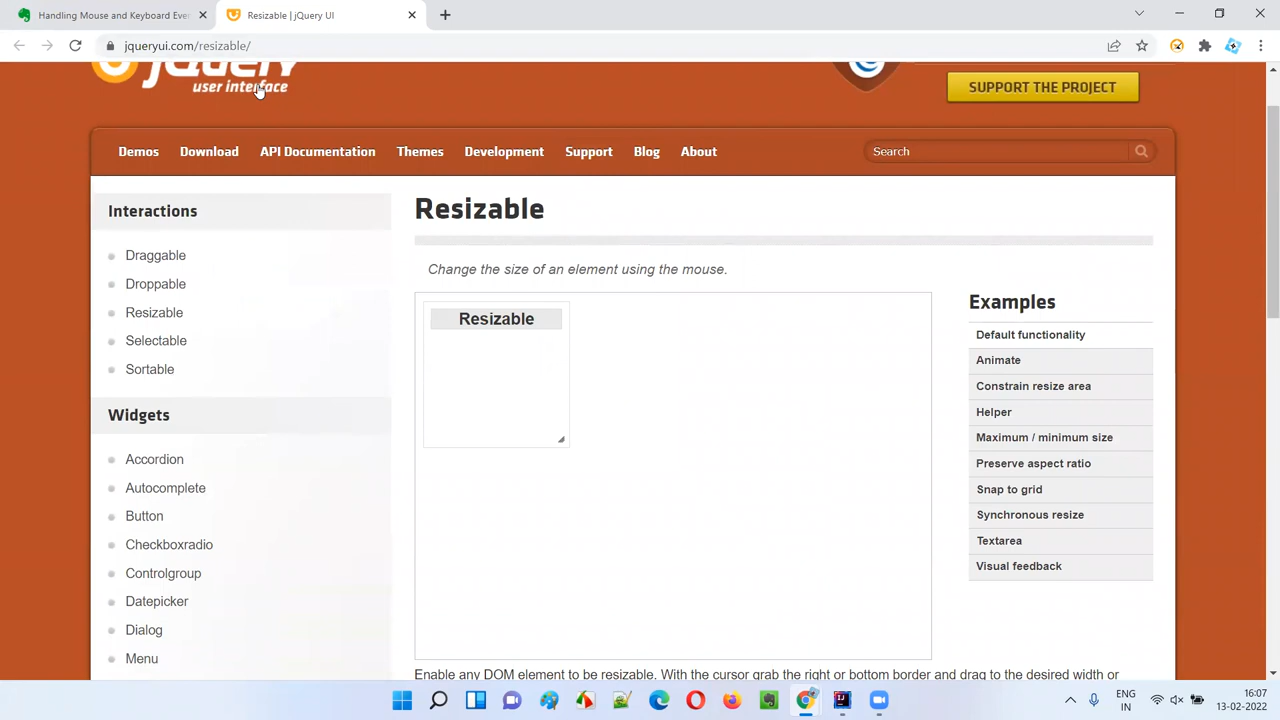 Handling Mouse and Keyboard Eve
Resizable | jQuery UI
jqueryui.com/resizable/
jQuery
user interface
SUPPORT THE PROJECT
Demos Download API Documentation Themes Development Support Blog About
Search
Interactions
Draggable
Droppable
Resizable
Selectable
Sortable
Widgets
Accordion
Autocomplete
Button
Checkboxradio
Controlgroup
Datepicker
Dialog
Menu
Resizable
Change the size of an element using the mouse.
Resizable
Enable any DOM element to be resizable. With the cursor grab the right or bottom border and drag to the desired width or
Examples
Default functionality
Animate
Constrain resize area
Helper
Maximum / minimum size
Preserve aspect ratio
Snap to grid
Synchronous resize
Textarea
Visual feedback
ENG
IN
16:07
13-02-2022